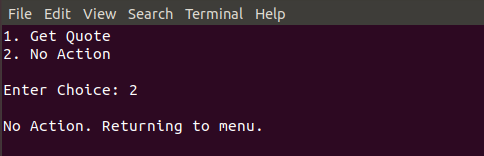 File Edit View Search Terminal Help
1. Get Quote
2. No Action
Enter Choice: 2
No Action. Returning to menu.